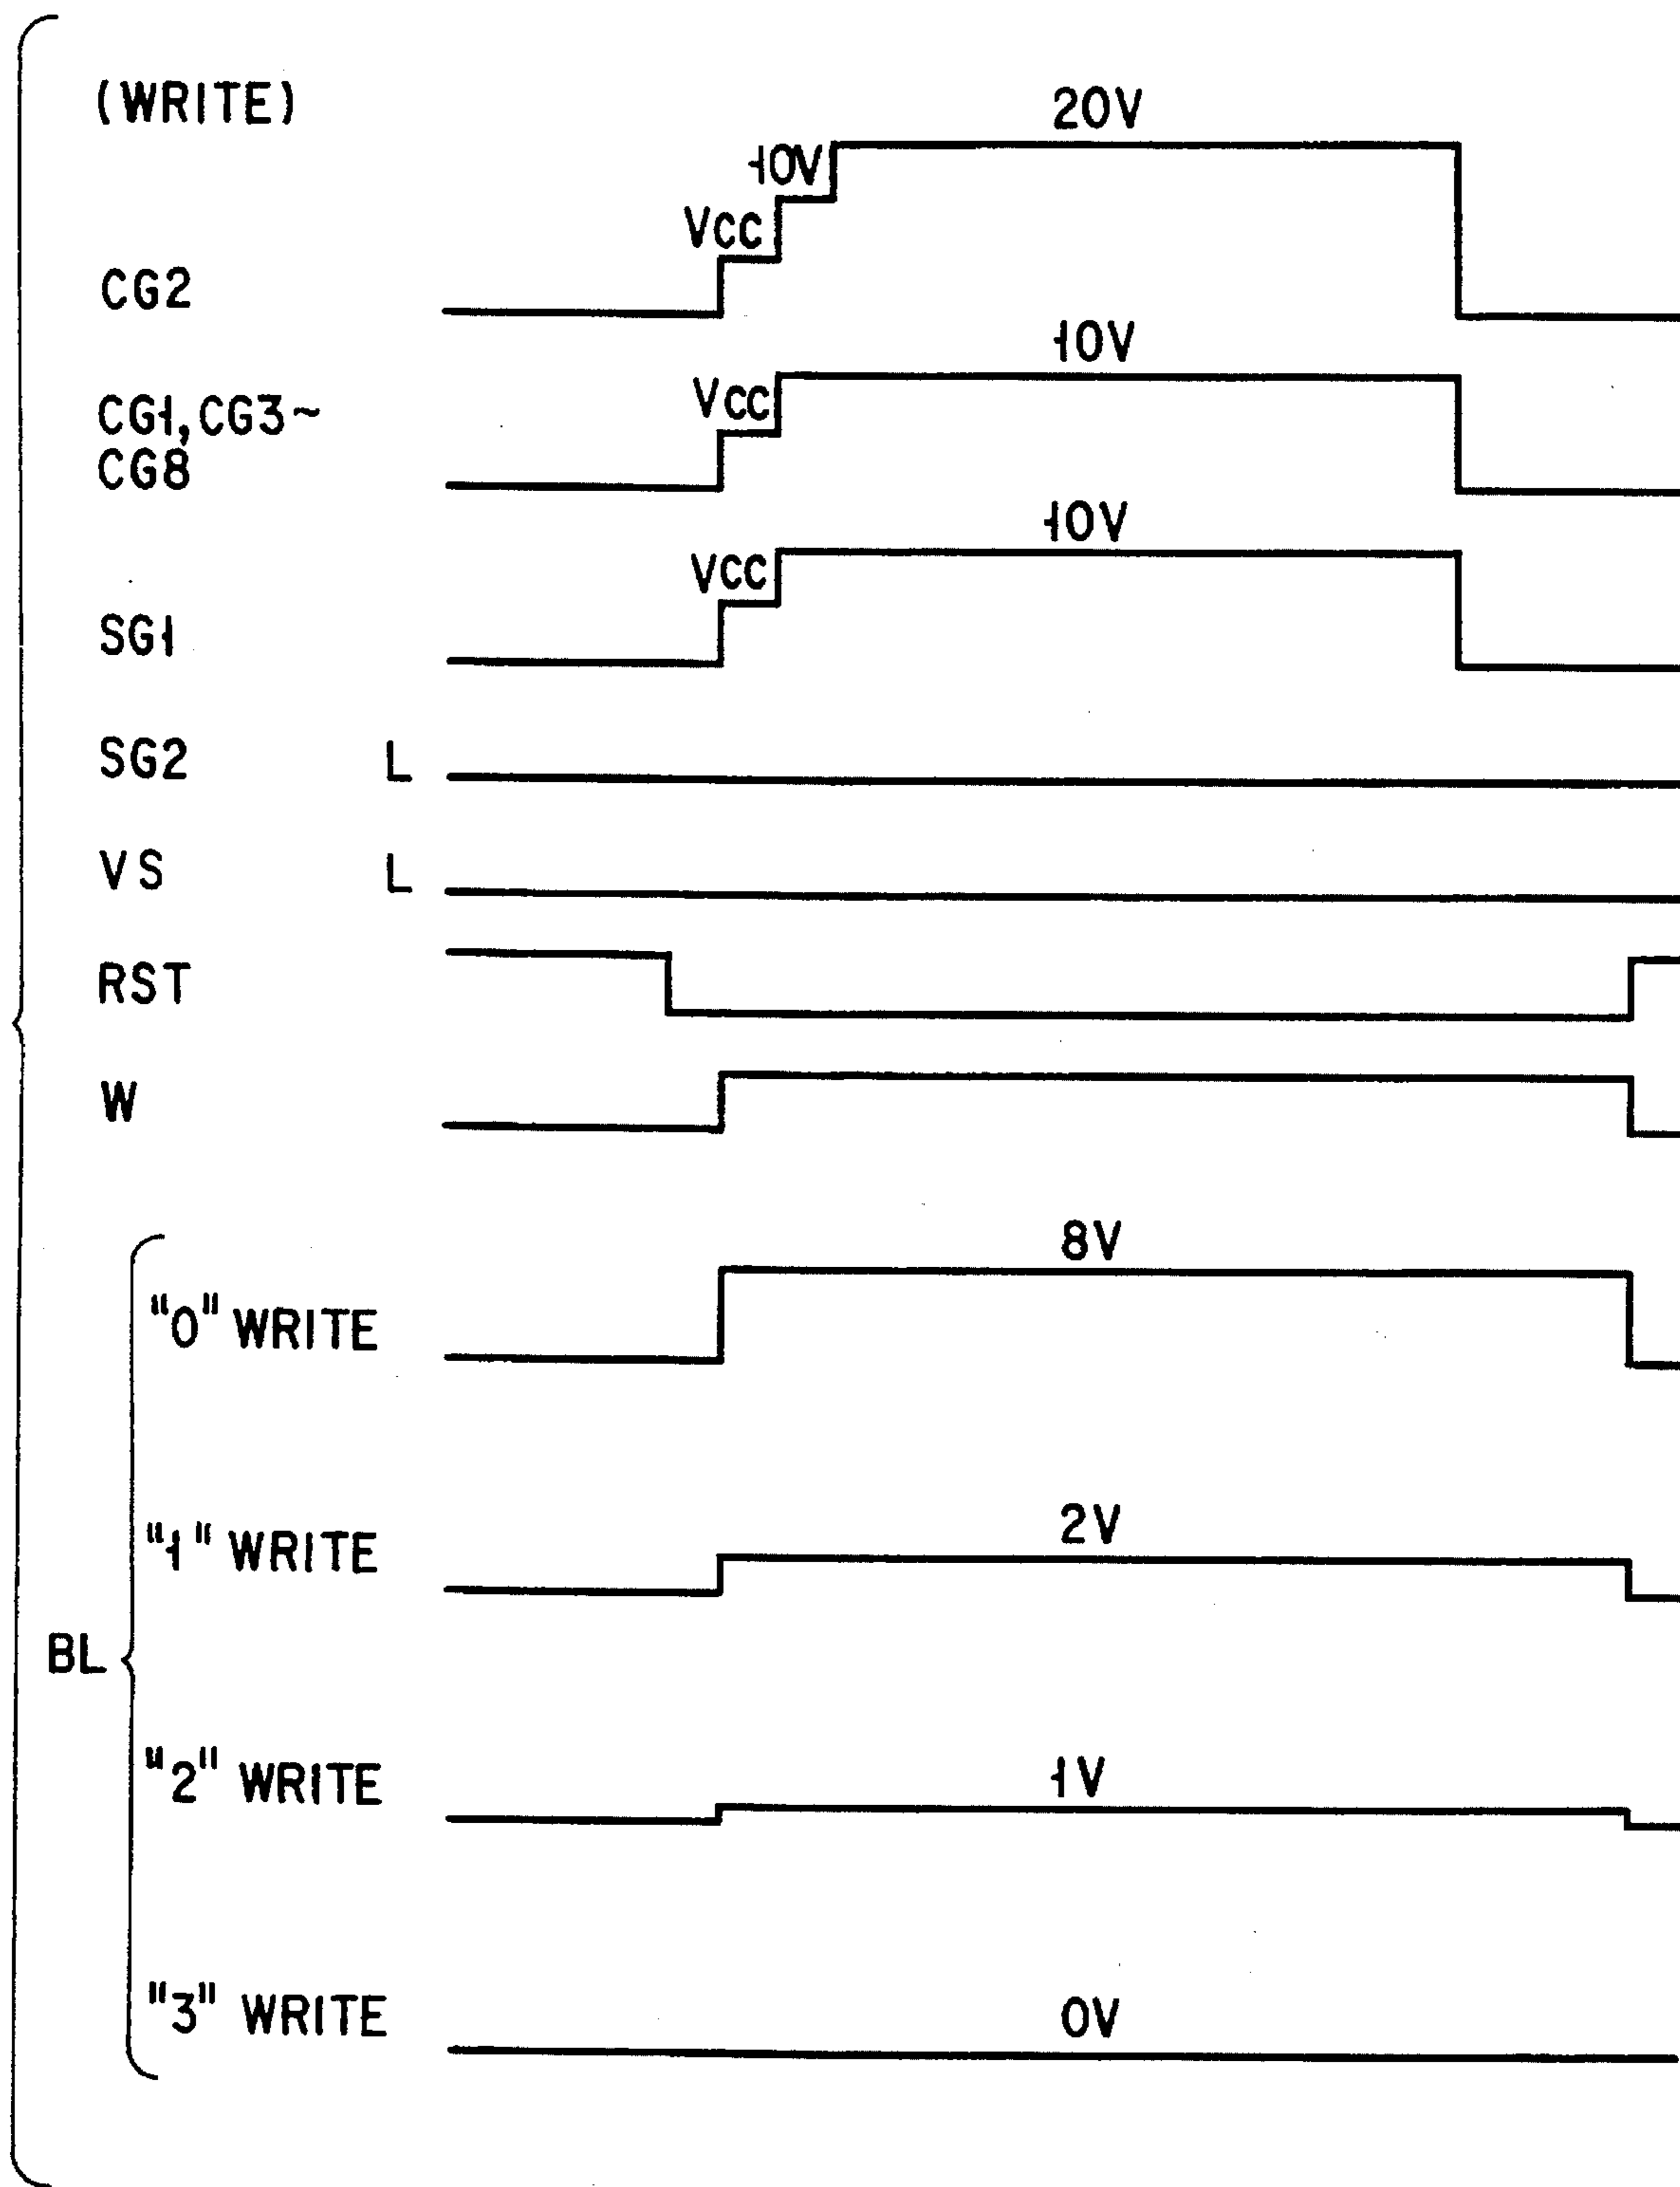 (WRITE)
20V
10V
Vcc
CG2
10V
Vcc
CG1, CG3~
CG8
10V
Vcc
SG1
SG2 L
VS L
RST
W
8V
"0" WRITE
2V
"1" WRITE
BL
1V
"2" WRITE
0V
"3" WRITE